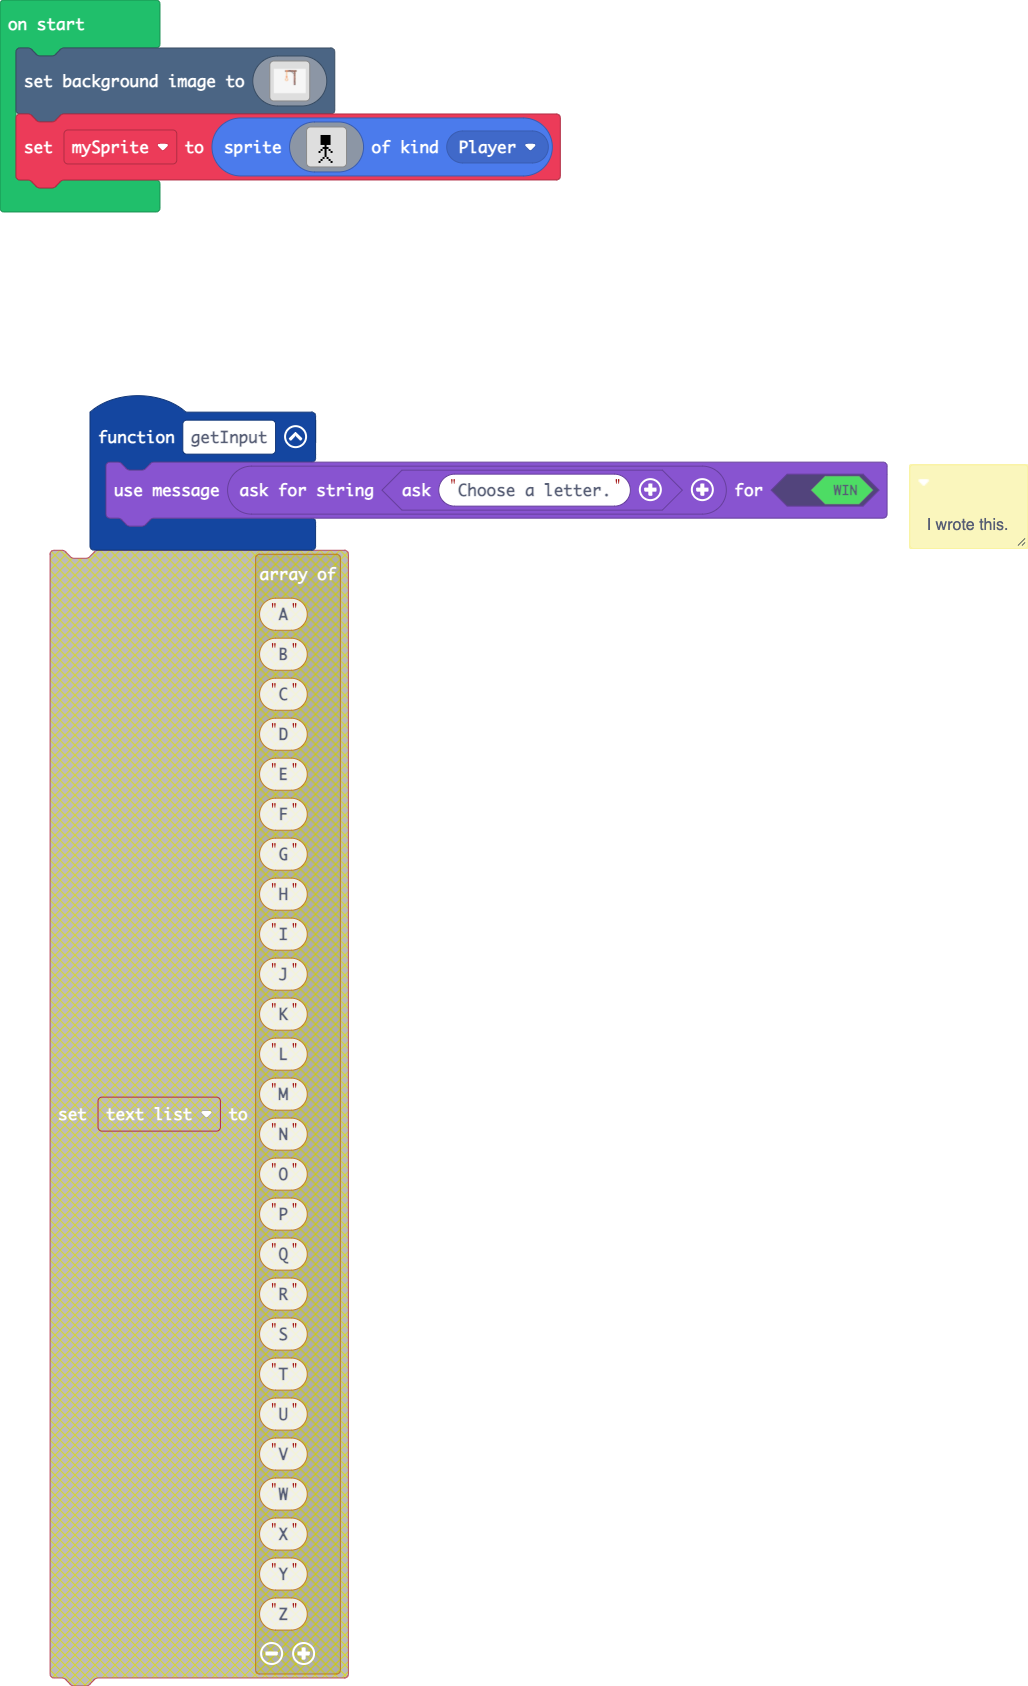 on start
set background image to
set mySprite to sprite of kind Player
function getInput
use message ask for string ask "Choose a letter." for WIN
I wrote this.
array of
"A"
"B"
"C"
"D"
"E"
"F"
"G"
"H"
"I"
"J"
"K"
"L"
"M"
set text list to
"N"
"O"
"P"
"Q"
"R"
"S"
"T"
"U"
"V"
"W"
"X"
"Y"
"Z"